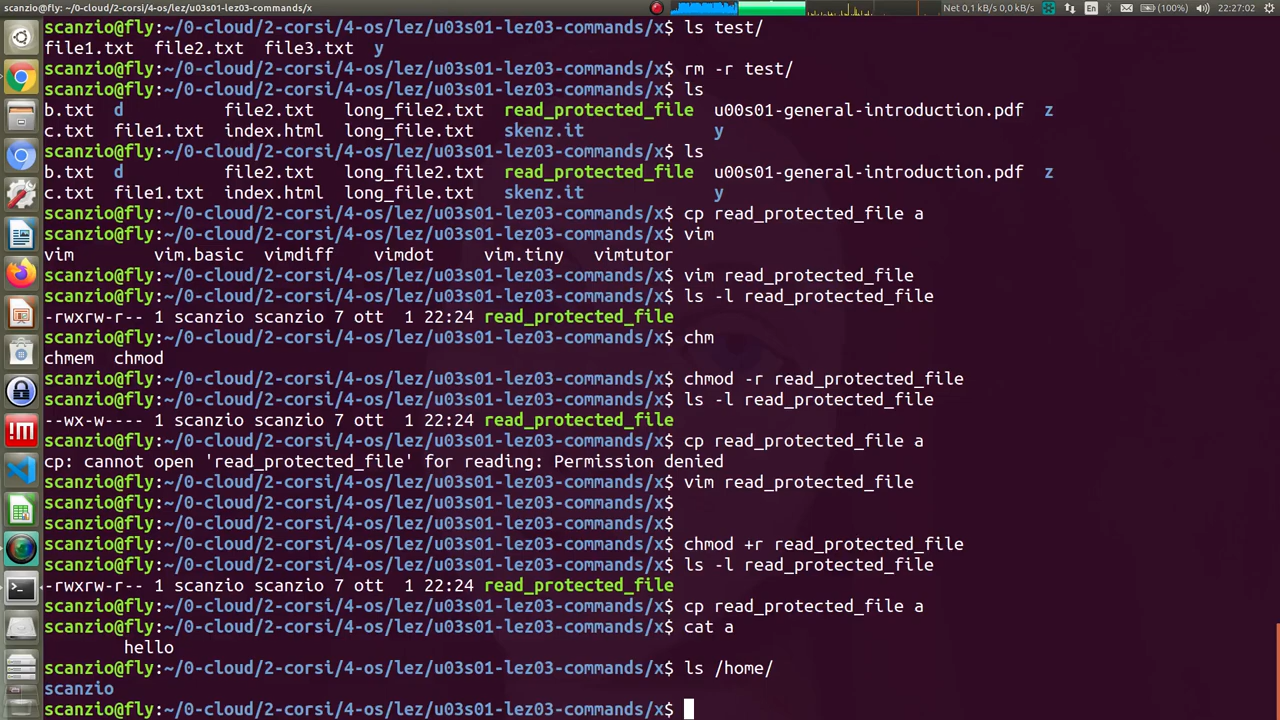 scanzio@fly: ~/0-cloud/2-corsi/4-os/lez/u03s01-lez03-commands/x
Net 0,1 kB/s 0,0 kB/s En (100%) 22:27:02
scanzio@fly:~/0-cloud/2-corsi/4-os/lez/u03s01-lez03-commands/x$ ls test/
file1.txt file2.txt file3.txt y
scanzio@fly:~/0-cloud/2-corsi/4-os/lez/u03s01-lez03-commands/x$ rm -r test/
scanzio@fly:~/0-cloud/2-corsi/4-os/lez/u03s01-lez03-commands/x$ ls
b.txt d file2.txt long_file2.txt read_protected_file u00s01-general-introduction.pdf z
c.txt file1.txt index.html long_file.txt skenz.it y
scanzio@fly:~/0-cloud/2-corsi/4-os/lez/u03s01-lez03-commands/x$ ls
b.txt d file2.txt long_file2.txt read_protected_file u00s01-general-introduction.pdf z
c.txt file1.txt index.html long_file.txt skenz.it y
scanzio@fly:~/0-cloud/2-corsi/4-os/lez/u03s01-lez03-commands/x$ cp read_protected_file a
scanzio@fly:~/0-cloud/2-corsi/4-os/lez/u03s01-lez03-commands/x$ vim
vim vim.basic vimdiff vimdot vim.tiny vimtutor
scanzio@fly:~/0-cloud/2-corsi/4-os/lez/u03s01-lez03-commands/x$ vim read_protected_file
scanzio@fly:~/0-cloud/2-corsi/4-os/lez/u03s01-lez03-commands/x$ ls -l read_protected_file
-rwxrw-r-- 1 scanzio scanzio 7 ott 1 22:24 read_protected_file
scanzio@fly:~/0-cloud/2-corsi/4-os/lez/u03s01-lez03-commands/x$ chm
chmem chmod
scanzio@fly:~/0-cloud/2-corsi/4-os/lez/u03s01-lez03-commands/x$ chmod -r read_protected_file
scanzio@fly:~/0-cloud/2-corsi/4-os/lez/u03s01-lez03-commands/x$ ls -l read_protected_file
--wx-w---- 1 scanzio scanzio 7 ott 1 22:24 read_protected_file
scanzio@fly:~/0-cloud/2-corsi/4-os/lez/u03s01-lez03-commands/x$ cp read_protected_file a
cp: cannot open 'read_protected_file' for reading: Permission denied
scanzio@fly:~/0-cloud/2-corsi/4-os/lez/u03s01-lez03-commands/x$ vim read_protected_file
scanzio@fly:~/0-cloud/2-corsi/4-os/lez/u03s01-lez03-commands/x$
scanzio@fly:~/0-cloud/2-corsi/4-os/lez/u03s01-lez03-commands/x$
scanzio@fly:~/0-cloud/2-corsi/4-os/lez/u03s01-lez03-commands/x$ chmod +r read_protected_file
scanzio@fly:~/0-cloud/2-corsi/4-os/lez/u03s01-lez03-commands/x$ ls -l read_protected_file
-rwxrw-r-- 1 scanzio scanzio 7 ott 1 22:24 read_protected_file
scanzio@fly:~/0-cloud/2-corsi/4-os/lez/u03s01-lez03-commands/x$ cp read_protected_file a
scanzio@fly:~/0-cloud/2-corsi/4-os/lez/u03s01-lez03-commands/x$ cat a
hello
scanzio@fly:~/0-cloud/2-corsi/4-os/lez/u03s01-lez03-commands/x$ ls /home/
scanzio
scanzio@fly:~/0-cloud/2-corsi/4-os/lez/u03s01-lez03-commands/x$